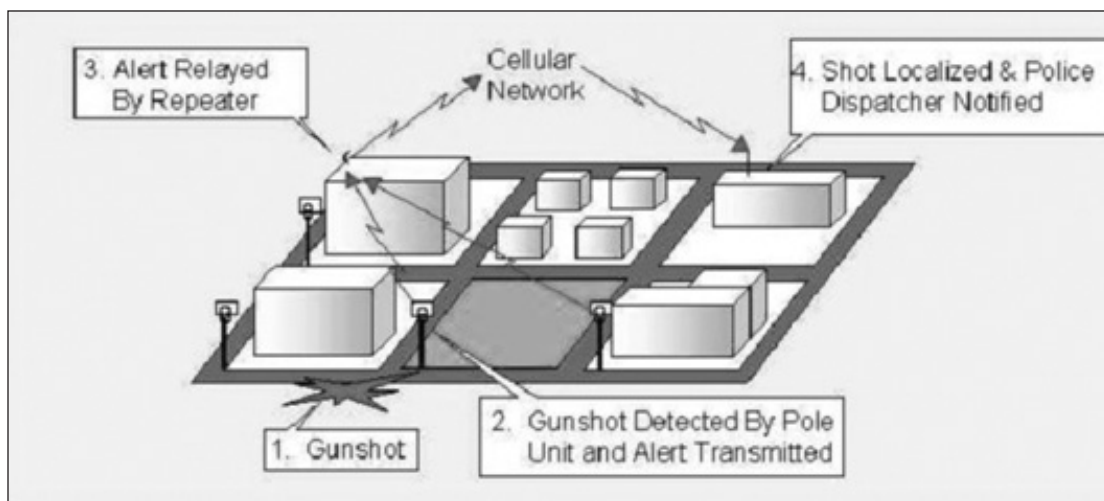 3. Alert Relayed
By Repeater
Cellular
Network
4. Shot Localized & Police
Dispatcher Notified
1. Gunshot
2. Gunshot Detected By Pole
Unit and Alert Transmitted